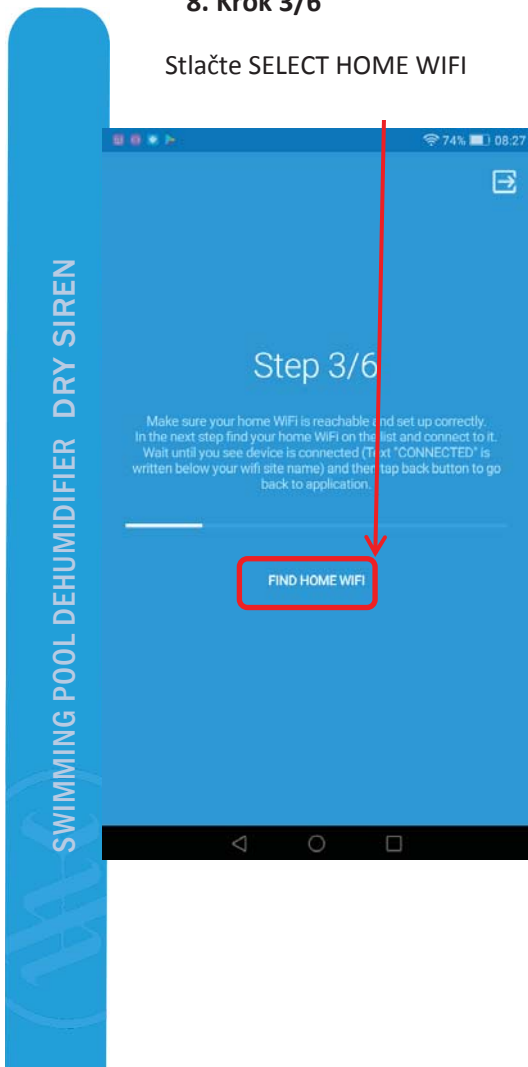 8. Krok 3/6
Stlačte SELECT HOME WIFI
74% 08:27
Step 3/6
Make sure your home WiFi is reachable and set up correctly.
In the next step find your home WiFi on the list and connect to it.
Wait until you see device is connected (Text "CONNECTED" is
written below your wifi site name) and then tap back button to go
back to application.
FIND HOME WIFI
SWIMMING POOL DEHUMIDIFIER DRY SIREN